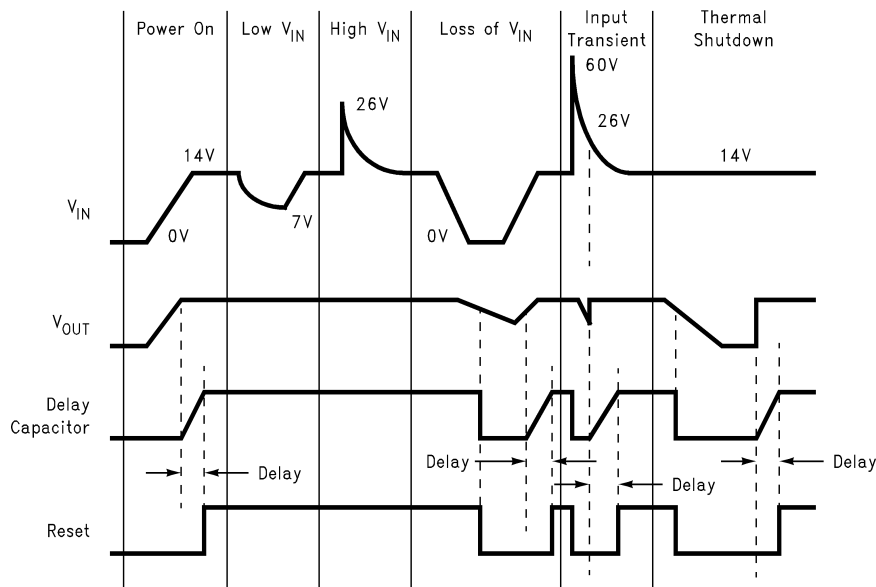 Power On
Low VIN
High VIN
Loss of VIN
Input
Transient
Thermal
Shutdown
60V
26V
26V
14V
14V
VIN
7V
0V
0V
VOUT
Delay
Capacitor
Delay
Delay
Delay
Delay
Reset